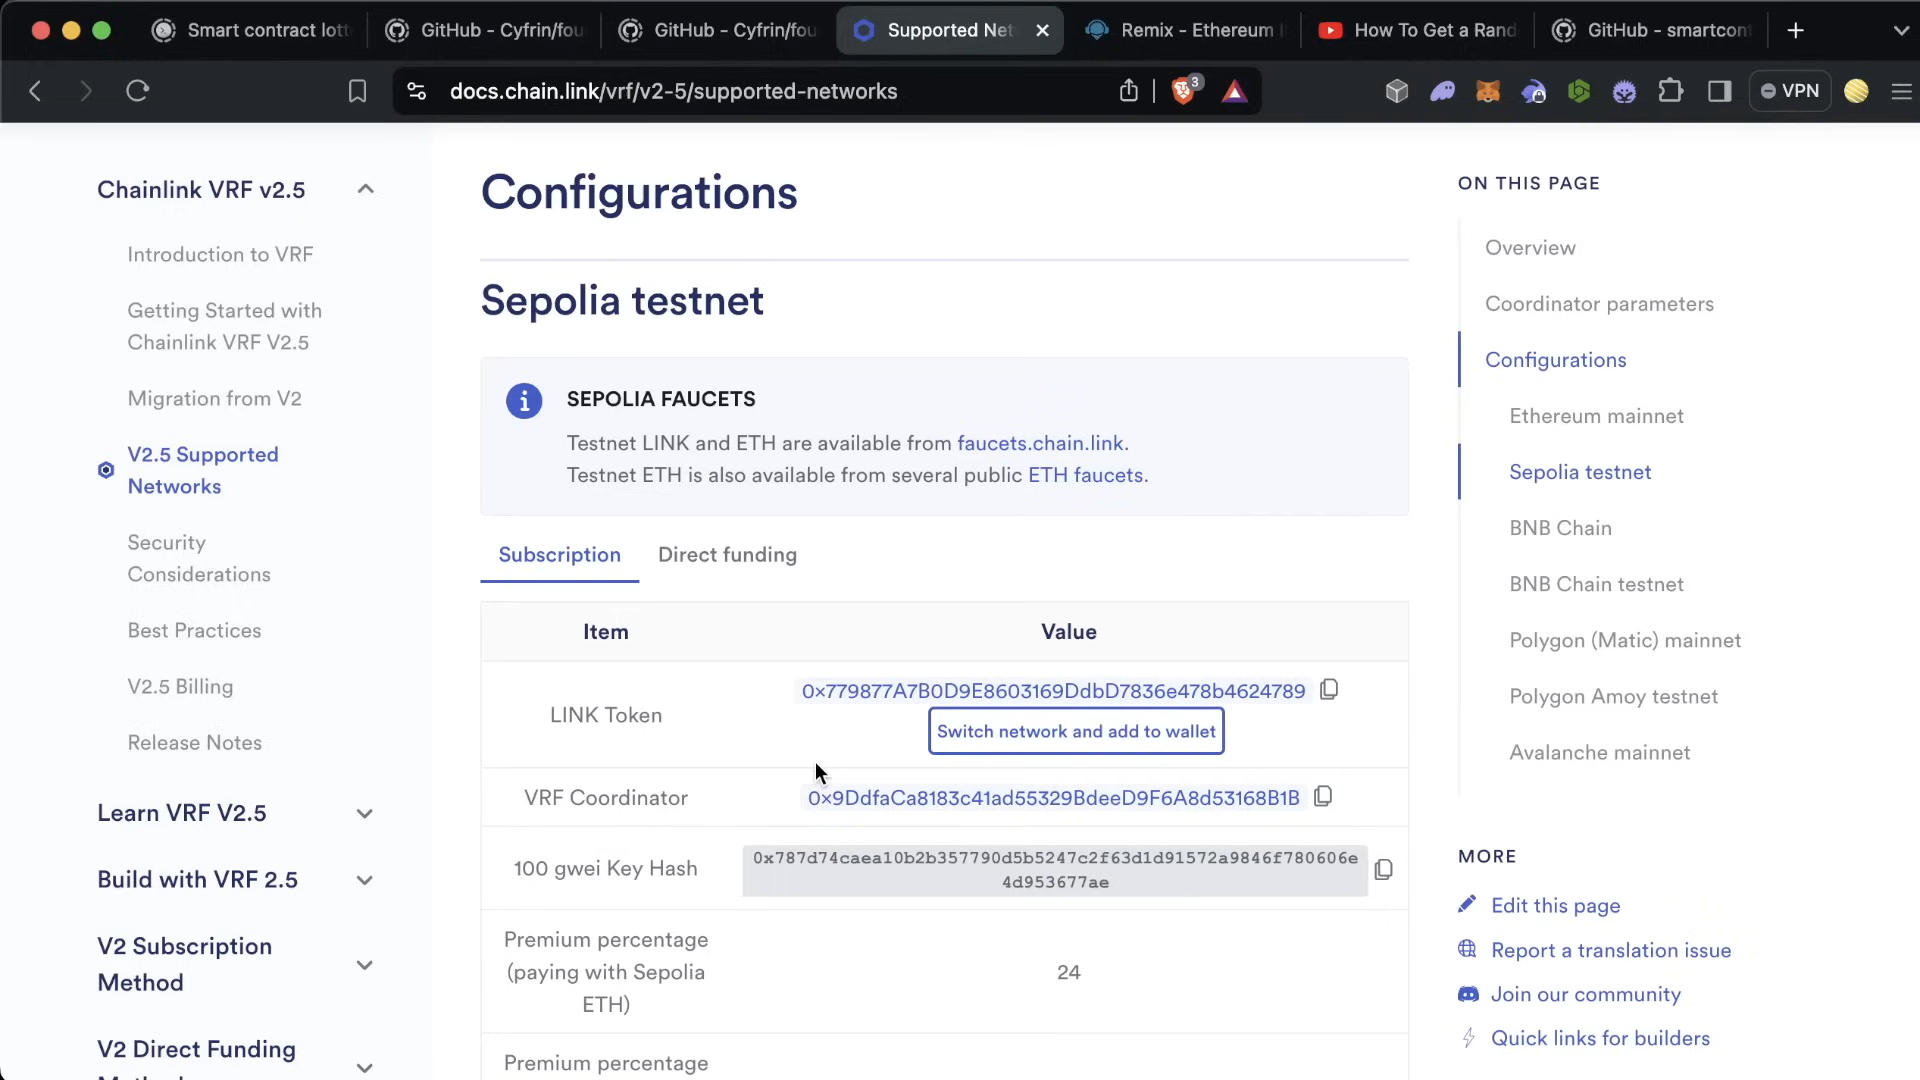 Smart contract lott
GitHub - Cyfrin/fou
GitHub - Cyfrin/fou
Supported Net
Remix - Ethereum I
How To Get a Rand
GitHub - smartcont
docs.chain.link/vrf/v2-5/supported-networks
3
VPN
Chainlink VRF v2.5
Introduction to VRF
Getting Started with
Chainlink VRF V2.5
Migration from V2
V2.5 Supported
Networks
Security
Considerations
Best Practices
V2.5 Billing
Release Notes
Learn VRF V2.5
Build with VRF 2.5
V2 Subscription
Method
V2 Direct Funding
Method
Configurations
Sepolia testnet
SEPOLIA FAUCETS
Testnet LINK and ETH are available from faucets.chain.link.
Testnet ETH is also available from several public ETH faucets.
Subscription Direct funding
Item Value
LINK Token
0x779877A7B0D9E8603169DdbD7836e478b4624789
Switch network and add to wallet
VRF Coordinator 0x9DdfaCa8183c41ad55329BdeeD9F6A8d53168B1B
100 gwei Key Hash
0x787d74caea10b2b357790d5b5247c2f63d1d91572a9846f780606e
4d953677ae
Premium percentage
(paying with Sepolia
ETH)
24
Premium percentage
ON THIS PAGE
Overview
Coordinator parameters
Configurations
Ethereum mainnet
Sepolia testnet
BNB Chain
BNB Chain testnet
Polygon (Matic) mainnet
Polygon Amoy testnet
Avalanche mainnet
MORE
Edit this page
Report a translation issue
Join our community
Quick links for builders